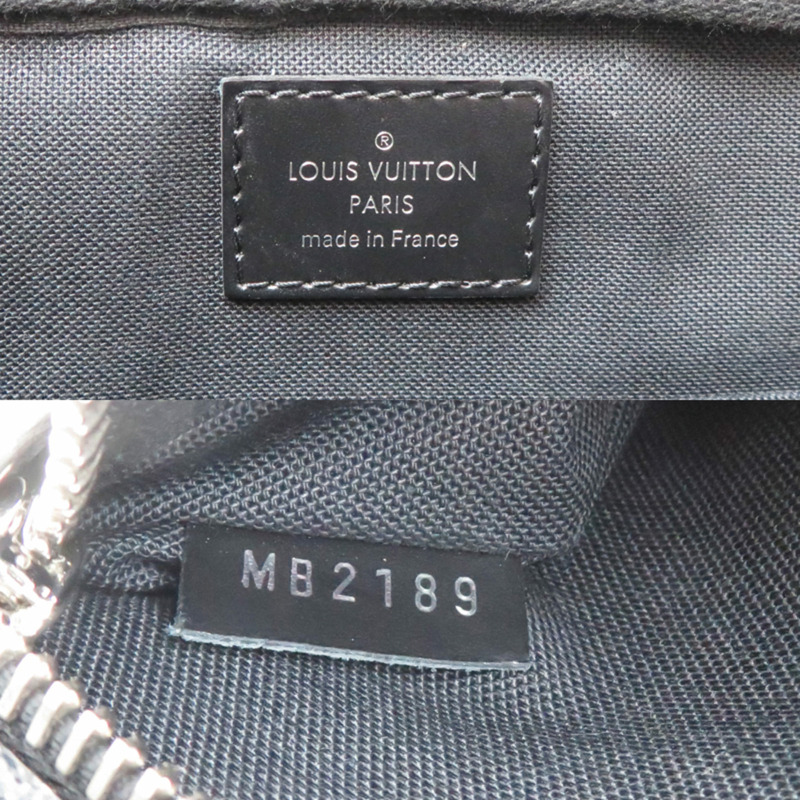 ®
LOUIS VUITTON
PARIS
made in France
MB2189